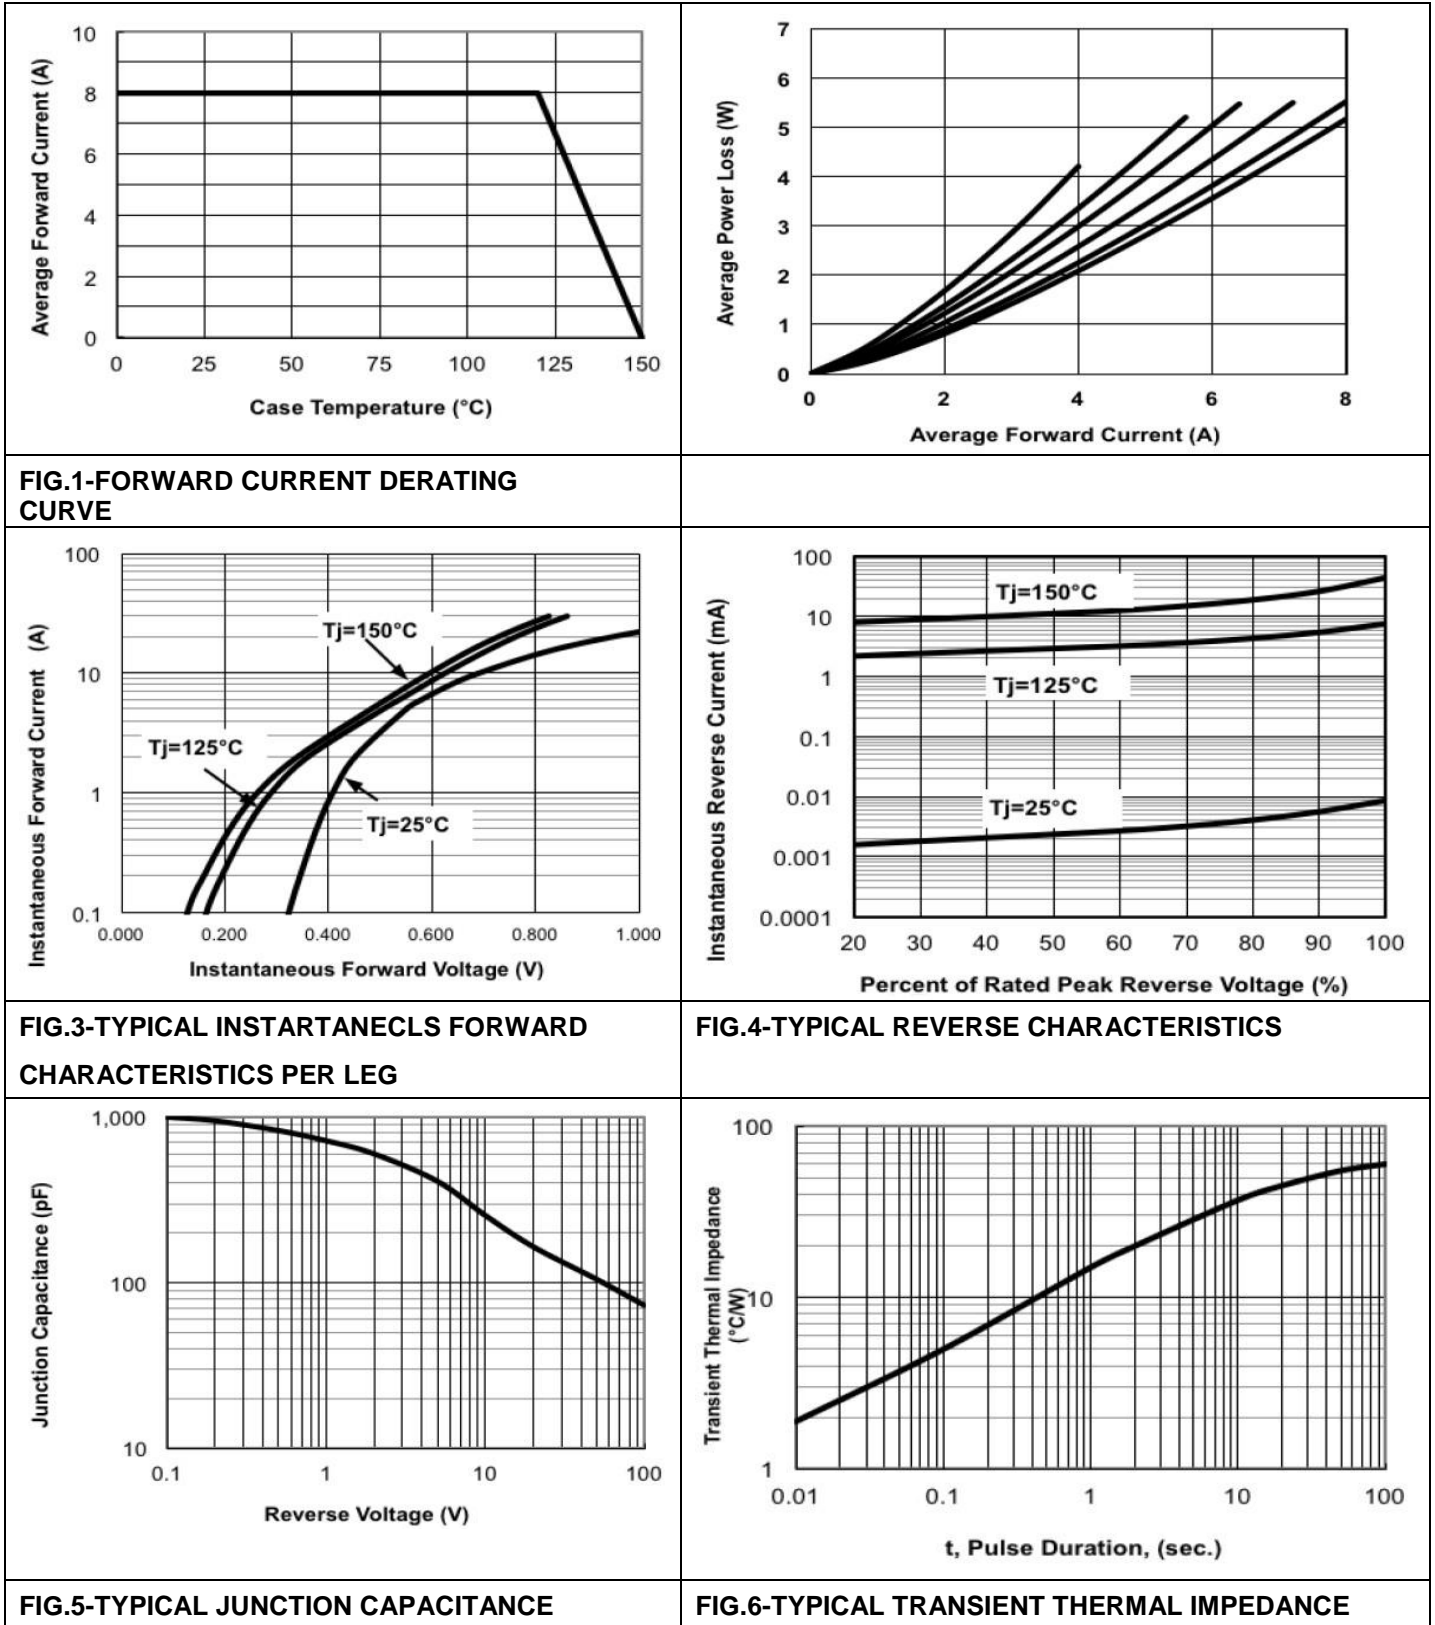 Average Forward Current (A)
10
8
6
4
2
0
0 25 50 75 100 125 150
Case Temperature (°C)
Average Power Loss (W)
7
6
5
4
3
2
1
0
0 2 4 6 8
Average Forward Current (A)
FIG.1-FORWARD CURRENT DERATING
CURVE
Instantaneous Forward Current (A)
100
10
1
0.1
Tj=150°C
Tj=125°C
Tj=25°C
0.000 0.200 0.400 0.600 0.800 1.000
Instantaneous Forward Voltage (V)
Instantaneous Reverse Current (mA)
100
10
1
0.1
0.01
0.001
0.0001
Tj=150°C
Tj=125°C
Tj=25°C
20 30 40 50 60 70 80 90 100
Percent of Rated Peak Reverse Voltage (%)
FIG.3-TYPICAL INSTARTANECLS FORWARD
CHARACTERISTICS PER LEG
FIG.4-TYPICAL REVERSE CHARACTERISTICS
Junction Capacitance (pF)
1,000
100
10
0.1 1 10 100
Reverse Voltage (V)
Transient Thermal Impedance
(°C/W)
100
10
1
0.01 0.1 1 10 100
t, Pulse Duration, (sec.)
FIG.5-TYPICAL JUNCTION CAPACITANCE
FIG.6-TYPICAL TRANSIENT THERMAL IMPEDANCE